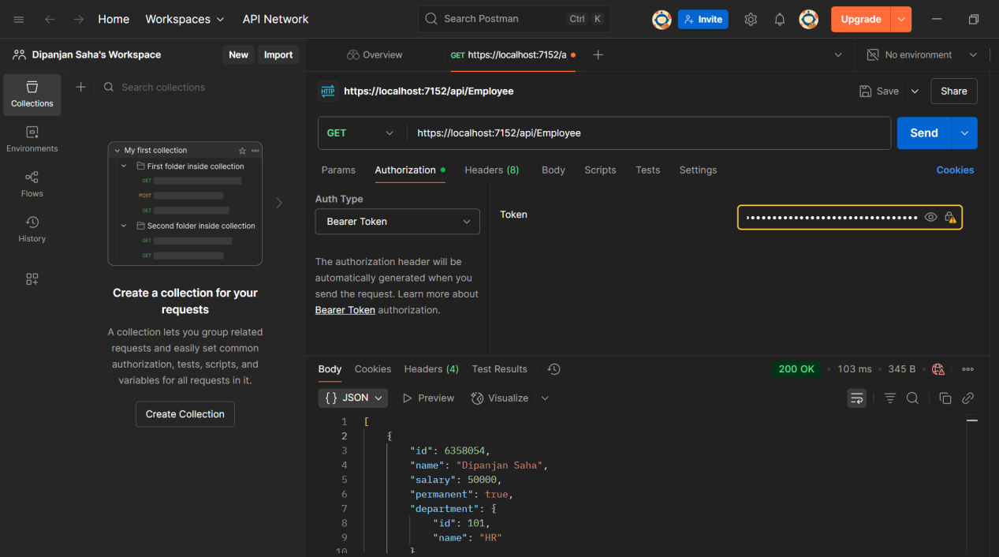 Home Workspaces API Network Search Postman Ctrl K Invite Upgrade
Dipanjan Saha's Workspace New Import Overview GET https://localhost:7152/a No environment
Collections
Environments
Flows
History
Search collections
My first collection
First folder inside collection
GET
POST
GET
Second folder inside collection
GET
GET
Create a collection for your
requests
A collection lets you group related
requests and easily set common
authorization, tests, scripts, and
variables for all requests in it.
Create Collection
HTTP https://localhost:7152/api/Employee Save Share
GET https://localhost:7152/api/Employee Send
Params Authorization Headers (8) Body Scripts Tests Settings Cookies
Auth Type
Bearer Token
Token
The authorization header will be
automatically generated when you
send the request. Learn more about
Bearer Token authorization.
Body Cookies Headers (4) Test Results 200 OK • 103 ms • 345 B •
{} JSON Preview Visualize
1 [
2 {
3 "id": 6358054,
4 "name": "Dipanjan Saha",
5 "salary": 50000,
6 "permanent": true,
7 "department": {
8 "id": 101,
9 "name": "HR"
10 }